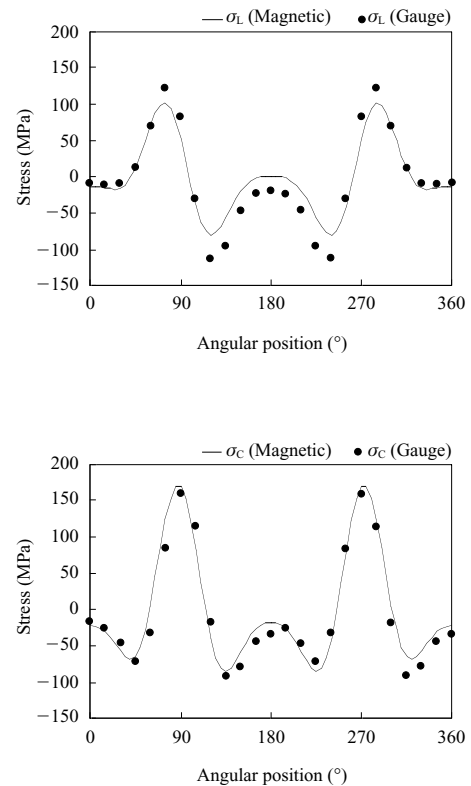 — σL (Magnetic) ●σL (Gauge)
200
150
100
50
0
−50
−100
−150
Stress (MPa)
0 90 180 270 360
Angular position (°)
— σC (Magnetic) ● σC (Gauge)
200
150
100
50
0
−50
−100
−150
Stress (MPa)
0 90 180 270 360
Angular position (°)